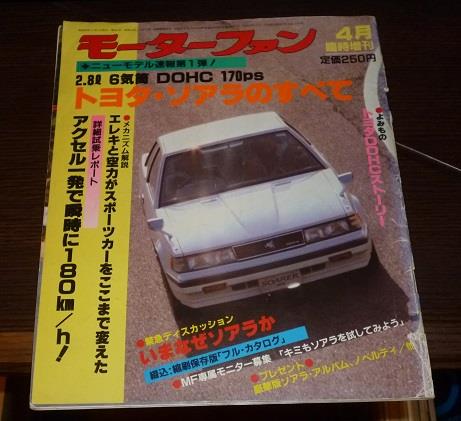 モーターファン
4月
臨時増刊
定価250円
◆ニューモデル速報第1弾！
2.8ℓ 6気筒 DOHC 170ps
トヨタ・ソアラのすべて
●よみもの
トヨタDOHCストーリー
●メカニズム解説
エレキと空力がスポーツカーをここまで変えた
詳細試乗レポート
アクセル一発で瞬時に180km/h！
SOARER
●緊急ディスカッション
いまなぜソアラか
綴込:縮刷保存版「フル・カタログ」
●MF専属モニター募集 「キミもソアラを試してみよう」
●プレゼント
豪華版ソアラ・アルバム、ノベルティ/他